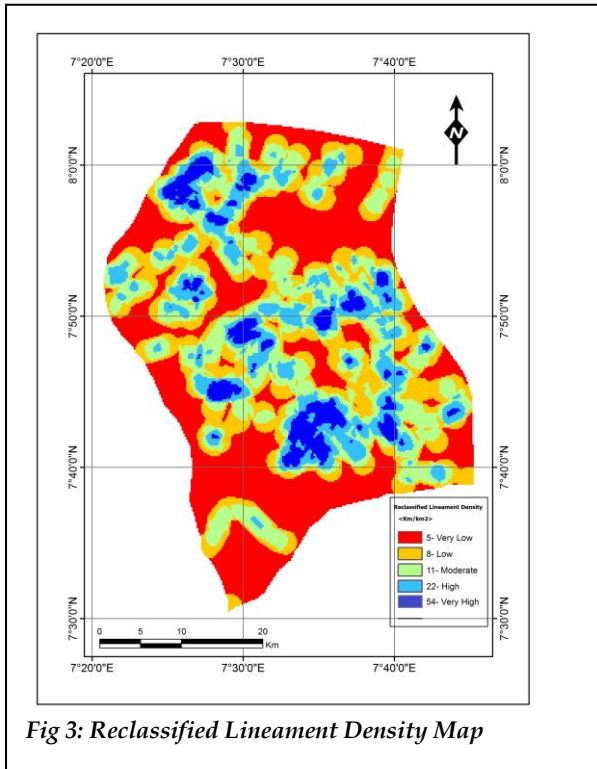 7°20'0"E 7°30'0"E 7°40'0"E
N
8°0'0"N 8°0'0"N
7°50'0"N 7°50'0"N
7°40'0"N 7°40'0"N
7°30'0"N 7°30'0"N
Reclassified Lineament Density
<Km/km2>
5- Very Low
8- Low
11- Moderate
22- High
54- Very High
0 5 10 20
Km
7°20'0"E 7°30'0"E 7°40'0"E
Fig 3: Reclassified Lineament Density Map